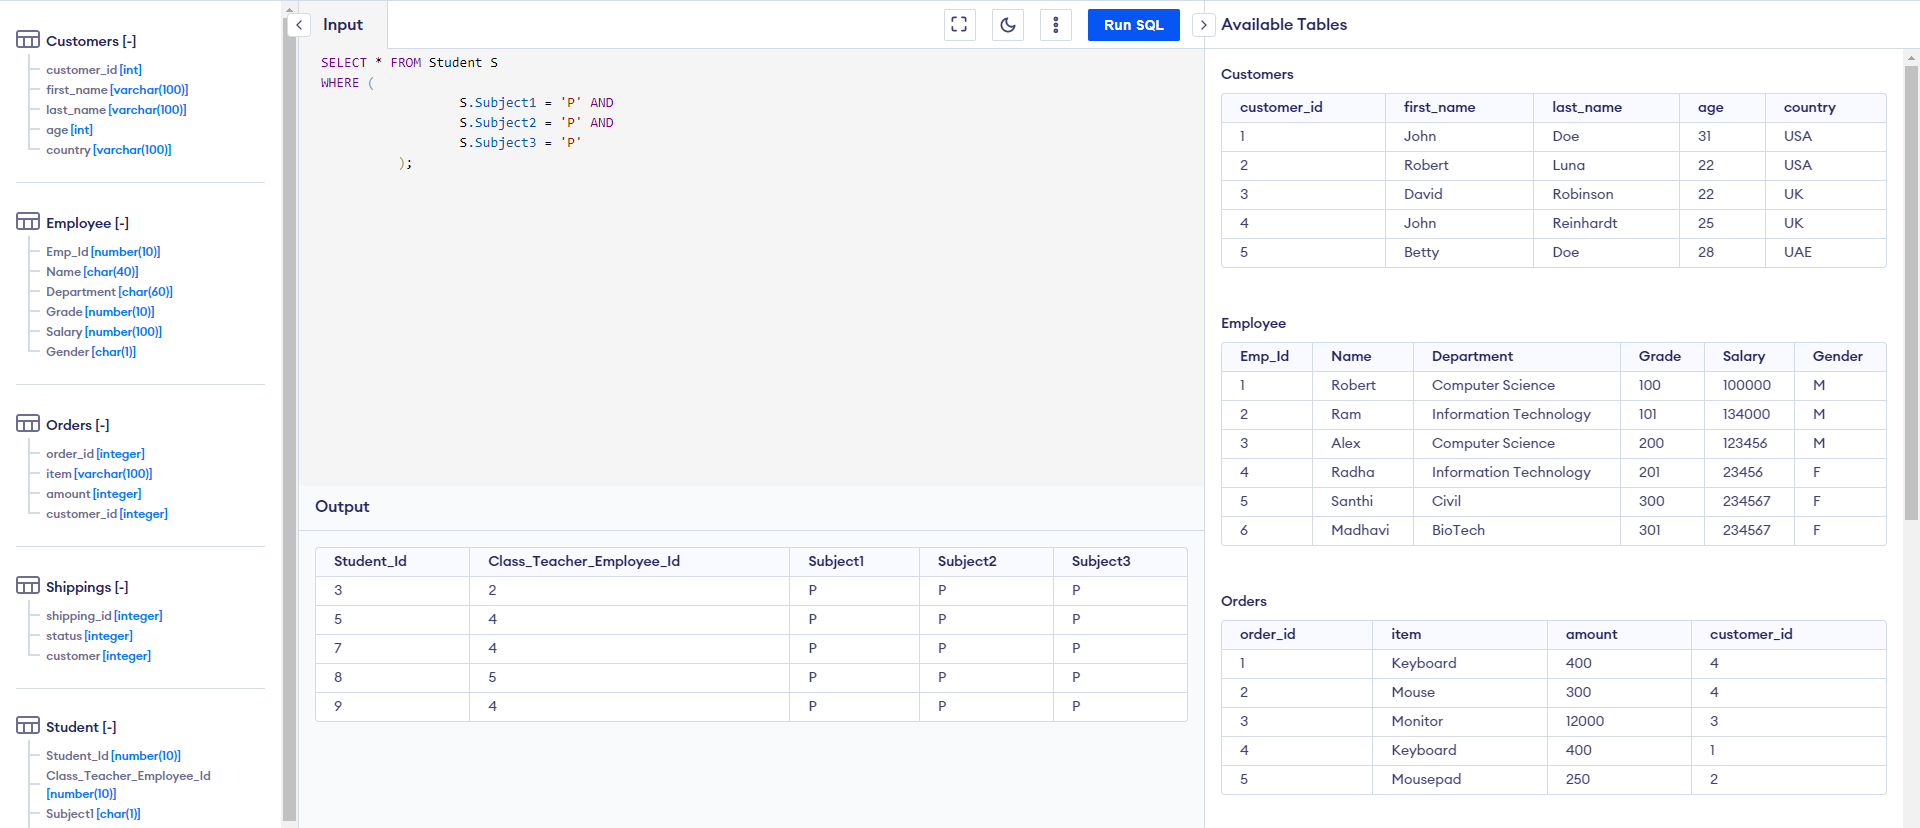 Customers [-]
customer_id [int]
first_name [varchar(100)]
last_name [varchar(100)]
age [int]
country [varchar(100)]
Employee [-]
Emp_Id [number(10)]
Name [char(40)]
Department [char(60)]
Grade [number(10)]
Salary [number(100)]
Gender [char(1)]
Orders [-]
order_id [integer]
item [varchar(100)]
amount [integer]
customer_id [integer]
Shippings [-]
shipping_id [integer]
status [integer]
customer [integer]
Student [-]
Student_Id [number(10)]
Class_Teacher_Employee_Id
[number(10)]
Subject1 [char(1)]
Input
Run SQL
SELECT * FROM Student S
WHERE (
S.Subject1 = 'P' AND
S.Subject2 = 'P' AND
S.Subject3 = 'P'
);
Output
Student_Id Class_Teacher_Employee_Id Subject1 Subject2 Subject3
3 2 P P P
5 4 P P P
7 4 P P P
8 5 P P P
9 4 P P P
Available Tables
Customers
customer_id first_name last_name age country
1 John Doe 31 USA
2 Robert Luna 22 USA
3 David Robinson 22 UK
4 John Reinhardt 25 UK
5 Betty Doe 28 UAE
Employee
Emp_Id Name Department Grade Salary Gender
1 Robert Computer Science 100 100000 M
2 Ram Information Technology 101 134000 M
3 Alex Computer Science 200 123456 M
4 Radha Information Technology 201 23456 F
5 Santhi Civil 300 234567 F
6 Madhavi BioTech 301 234567 F
Orders
order_id item amount customer_id
1 Keyboard 400 4
2 Mouse 300 4
3 Monitor 12000 3
4 Keyboard 400 1
5 Mousepad 250 2